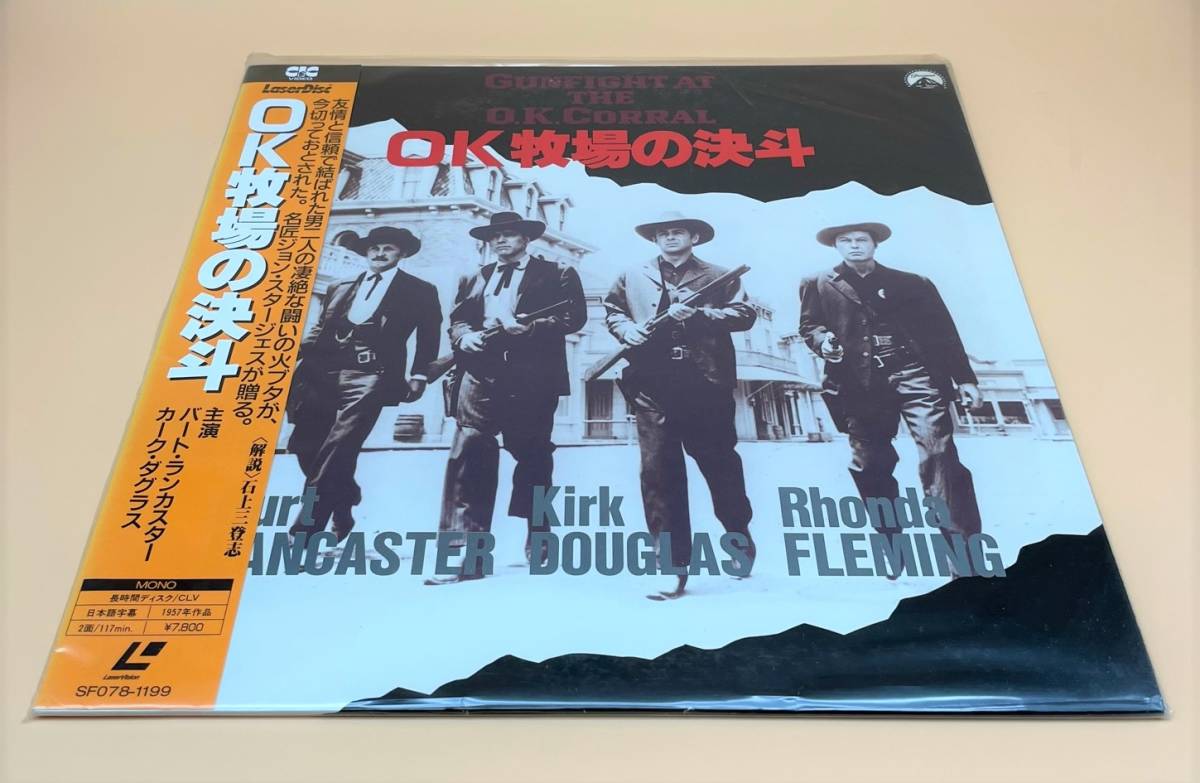 CIC
VIDEO
LaserDisc
OK牧場の決斗
友情と信頼で結ばれた男二人の凄絶な闘いの火ブタが、
今切っておとされた。名匠ジョン・スタージェスが贈る。
〈解説〉石上三登志
主演
バート・ランカスター
カーク・ダグラス
MONO
長時間ディスク/CLV
日本語字幕 1957年作品
2面/117min. ¥7,800
LaserVision
SF078-1199
GUNFIGHT AT
THE
O.K. CORRAL
OK牧場の決斗
urt Kirk Rhonda
ANCASTER DOUGLAS FLEMING